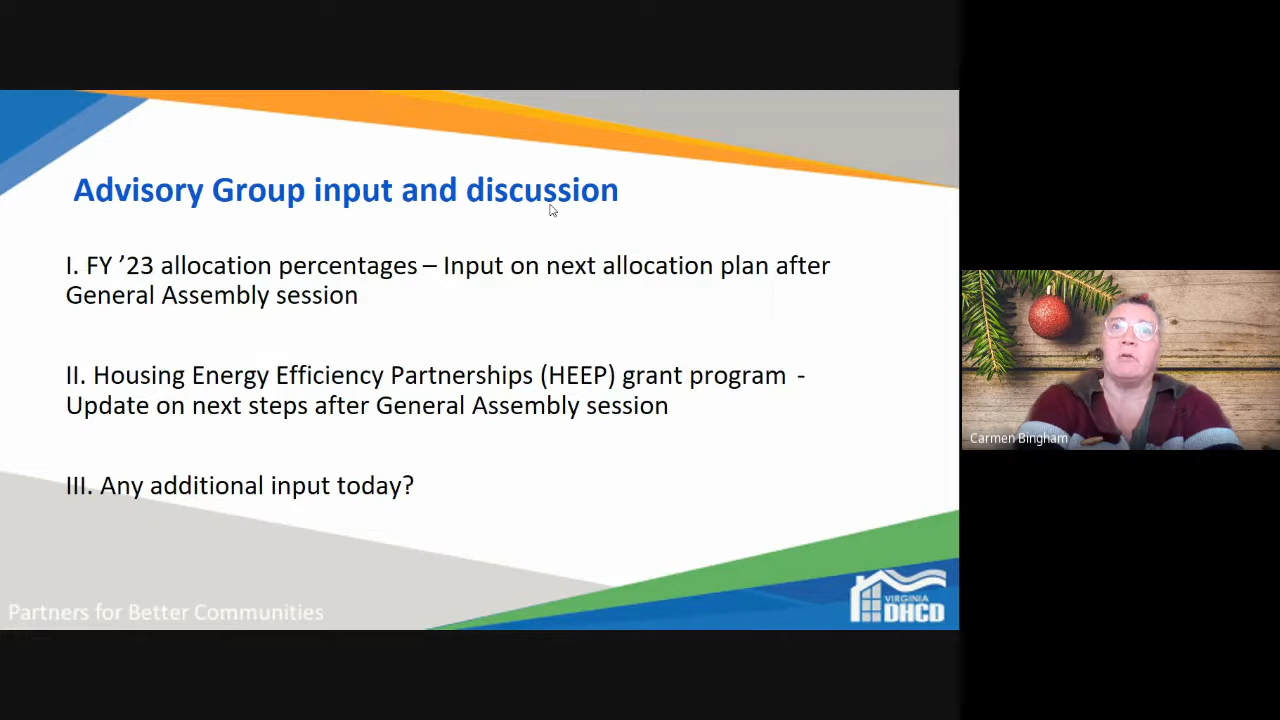 Advisory Group input and discussion
I. FY ’23 allocation percentages – Input on next allocation plan after
General Assembly session
II. Housing Energy Efficiency Partnerships (HEEP) grant program -
Update on next steps after General Assembly session
III. Any additional input today?
Partners for Better Communities
VIRGINIA
DHCD
Carmen Bingham